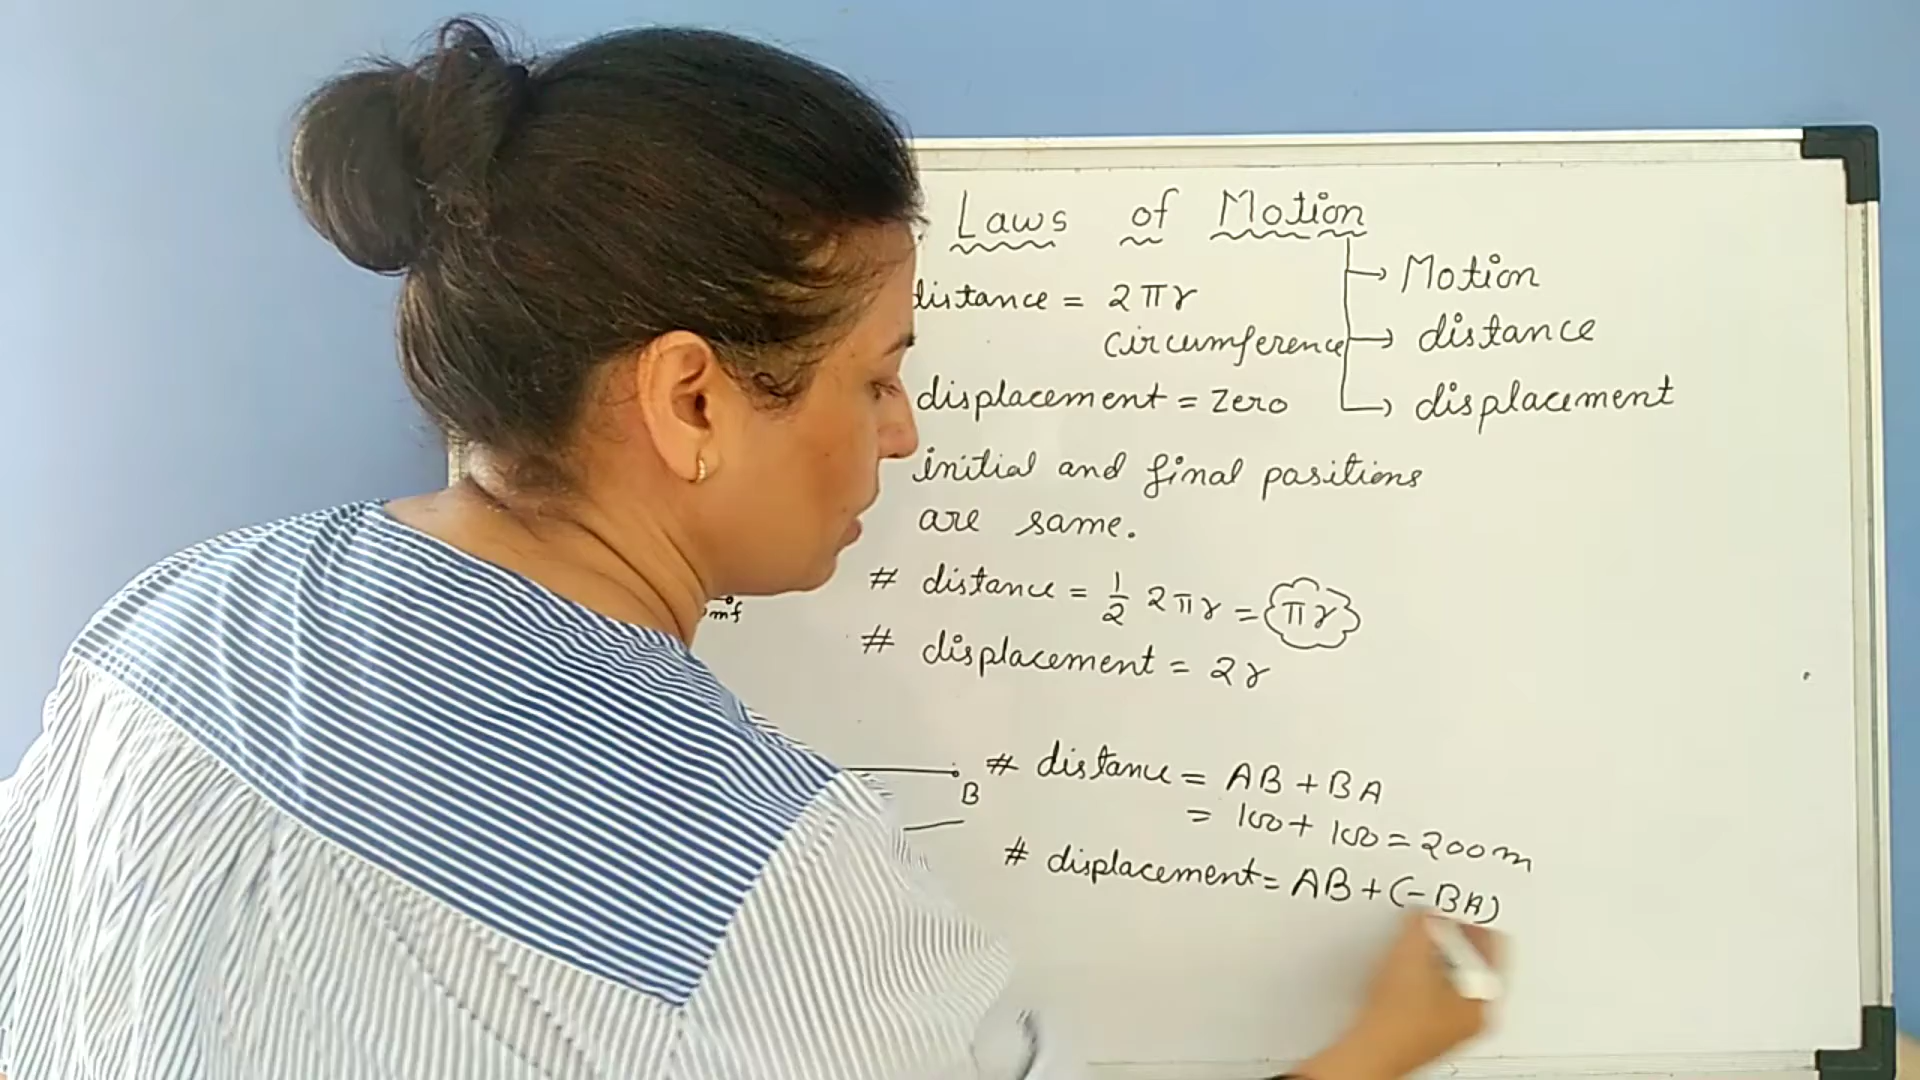 Laws of Motion
Motion
distance = 2πr
circumference
distance
displacement = Zero
displacement
initial and final positions
are same.
# distance = 1/2 2πr = πr
# displacement = 2r
B
# distance = AB + BA
= 100 + 100 = 200m
# displacement = AB + (-BA)